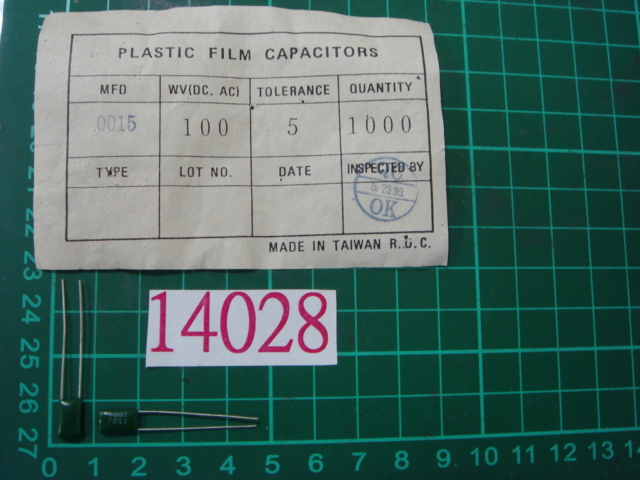 PLASTIC FILM CAPACITORS
MFD WV(DC. AC) TOLERANCE QUANTITY
.0015 100 5 1000
TYPE LOT NO. DATE INSPECTED BY
OK
MADE IN TAIWAN R.O.C.
14028
23
24
25
26
27
0 1 2 3 4 5 6 7 8 9 10 11 12 13